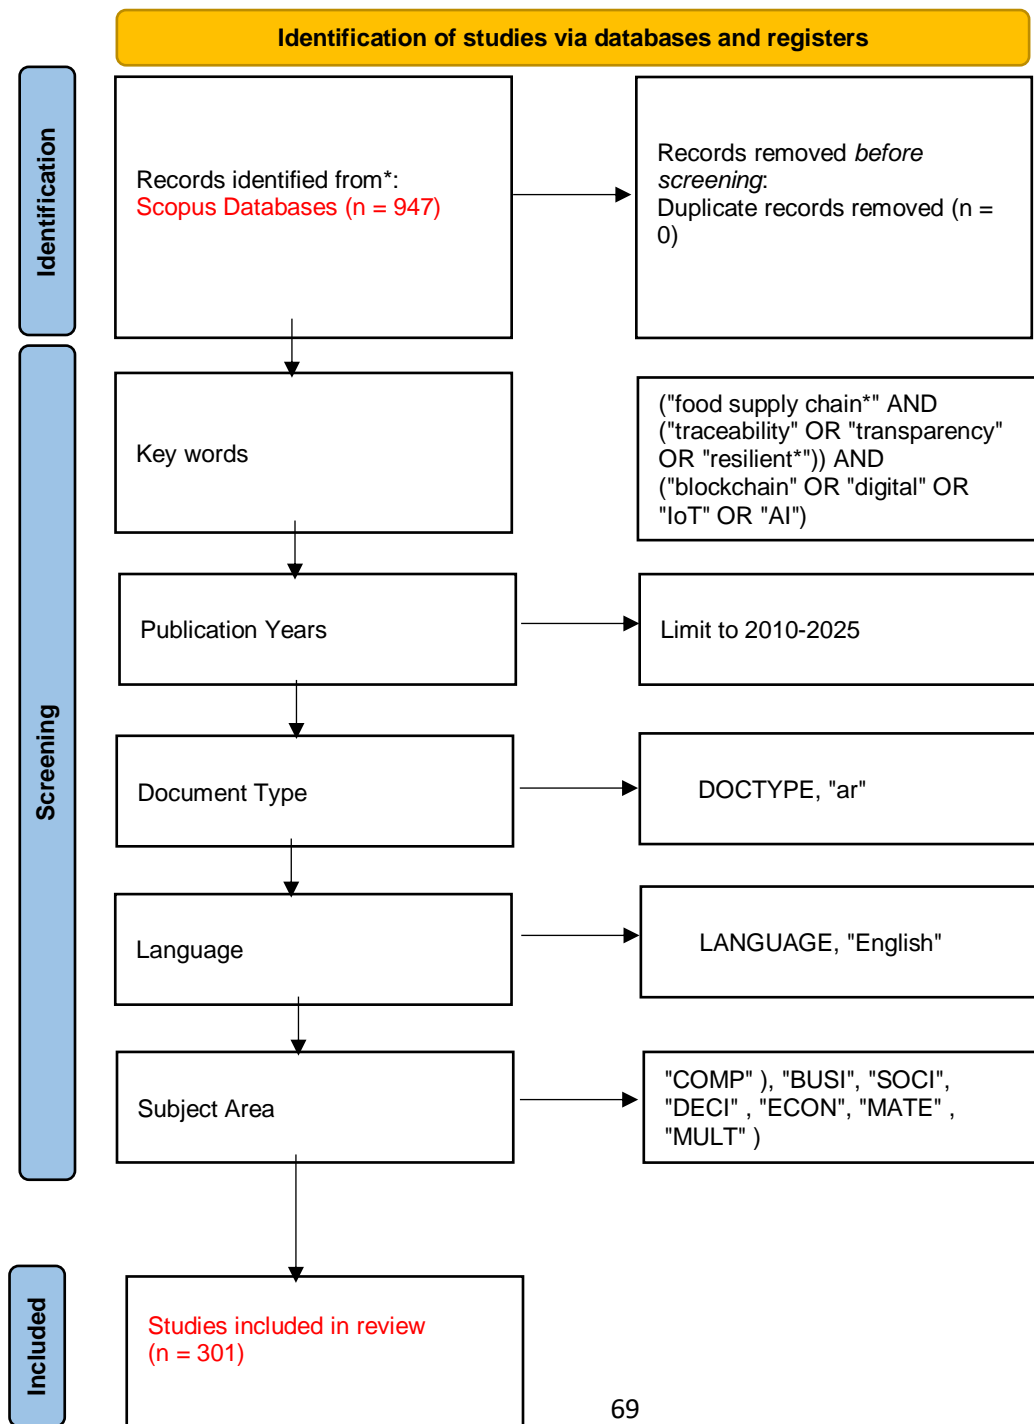 Identification of studies via databases and registers
Identification
Records identified from*:
Scopus Databases (n = 947)
Records removed before
screening:
Duplicate records removed (n =
0)
Screening
Key words
("food supply chain*" AND
("traceability" OR "transparency"
OR "resilient*")) AND
("blockchain" OR "digital" OR
"IoT" OR "AI")
Publication Years
Limit to 2010-2025
Document Type
DOCTYPE, "ar"
Language
LANGUAGE, "English"
Subject Area
"COMP" ), "BUSI", "SOCI",
"DECI" , "ECON", "MATE" ,
"MULT" )
Included
Studies included in review
(n = 301)
69